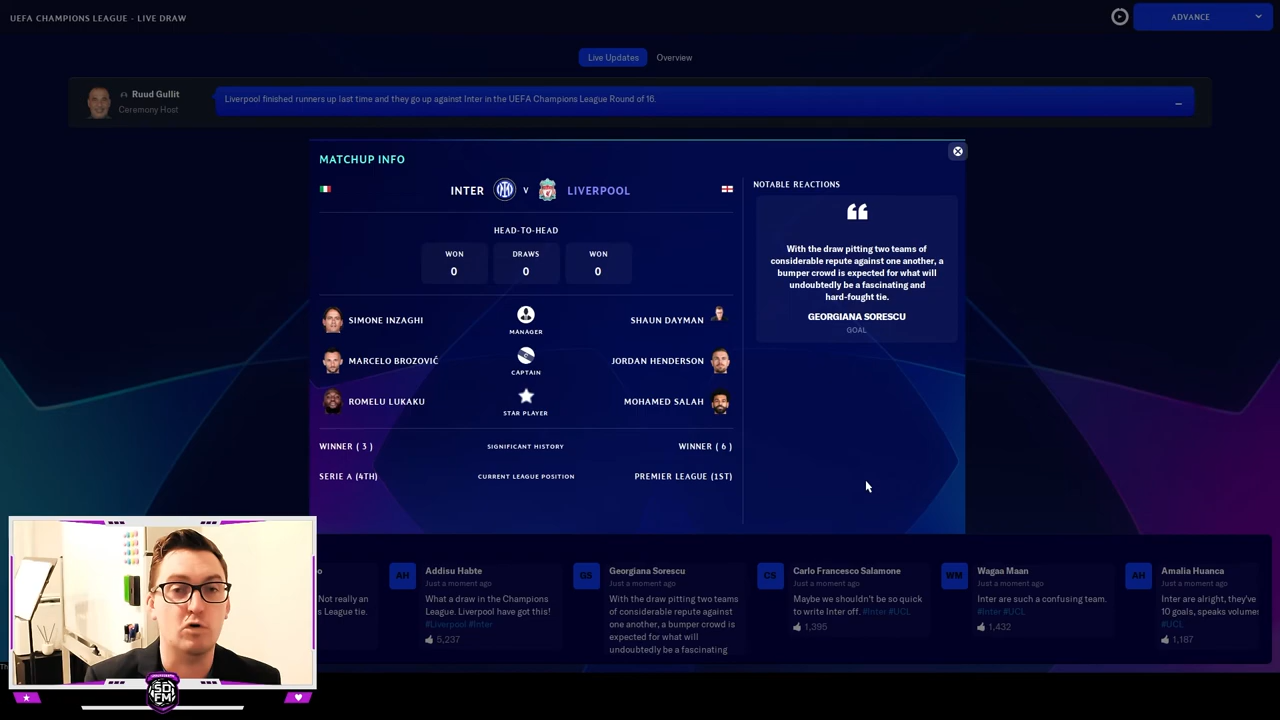 UEFA CHAMPIONS LEAGUE - LIVE DRAW
ADVANCE
Live Updates
Overview
Ruud Gullit
Ceremony Host
Liverpool finished runners up last time and they go up against Inter in the UEFA Champions League Round of 16.
MATCHUP INFO
INTER
V
LIVERPOOL
HEAD-TO-HEAD
WON
DRAWS
WON
0
0
0
SIMONE INZAGHI
MANAGER
SHAUN DAYMAN
MARCELO BROZOVIĆ
CAPTAIN
JORDAN HENDERSON
ROMELU LUKAKU
STAR PLAYER
MOHAMED SALAH
WINNER ( 3 )
SIGNIFICANT HISTORY
WINNER ( 6 )
SERIE A (4TH)
CURRENT LEAGUE POSITION
PREMIER LEAGUE (1ST)
NOTABLE REACTIONS
With the draw pitting two teams of
considerable repute against one another, a
bumper crowd is expected for what will
undoubtedly be a fascinating and
hard-fought tie.
GEORGIANA SORESCU
GOAL
o
Not really an
s League tie.
AH
Addisu Habte
Just a moment ago
What a draw in the Champions
League. Liverpool have got this!
#Liverpool #Inter
5,237
GS
Georgiana Sorescu
Just a moment ago
With the draw pitting two teams
of considerable repute against
one another, a bumper crowd is
expected for what will
undoubtedly be a fascinating
CS
Carlo Francesco Salamone
Just a moment ago
Maybe we shouldn't be so quick
to write Inter off. #Inter #UCL
1,395
WM
Wagaa Maan
Just a moment ago
Inter are such a confusing team.
#Inter #UCL
1,432
AH
Amalia Huanca
Just a moment ago
Inter are alright, they've
10 goals, speaks volumes
#UCL
1,187
Th
SD
FM